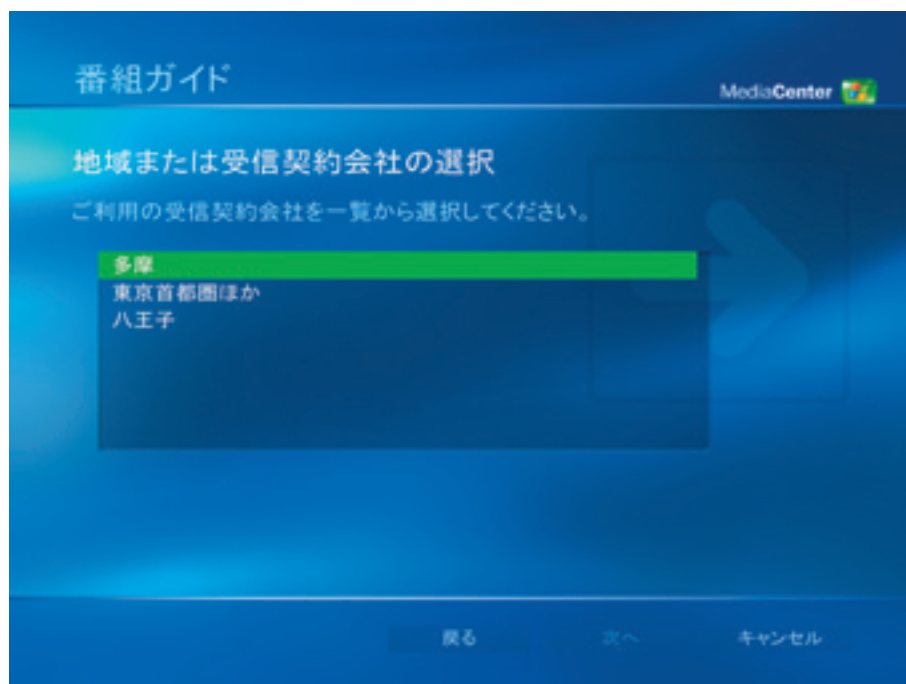 番組ガイド
MediaCenter
地域または受信契約会社の選択
ご利用の受信契約会社を一覧から選択してください。
多摩
東京首都圏ほか
八王子
戻る 次へ キャンセル